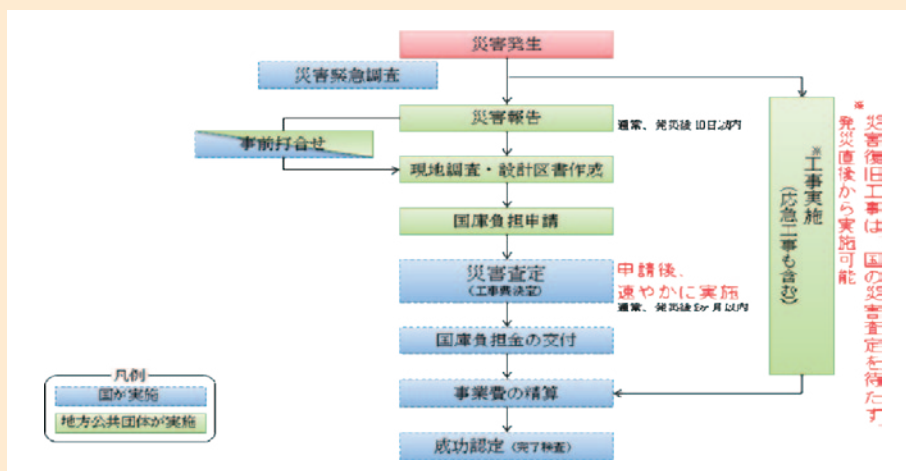 災害発生
災害緊急調査
災害報告
通常、発災後10日以内
事前打合せ
現地調査・設計図書作成
国庫負担申請
災害査定
(工事費決定)
申請後、
速やかに実施
通常、発災後2ヶ月以内
国庫負担金の交付
事業費の精算
成功認定(完了検査)
※工事実施
(応急工事も含む)
※
災害復旧工事は、国の災害査定を待たず、
発災直後から実施可能
凡例
国が実施
地方公共団体が実施